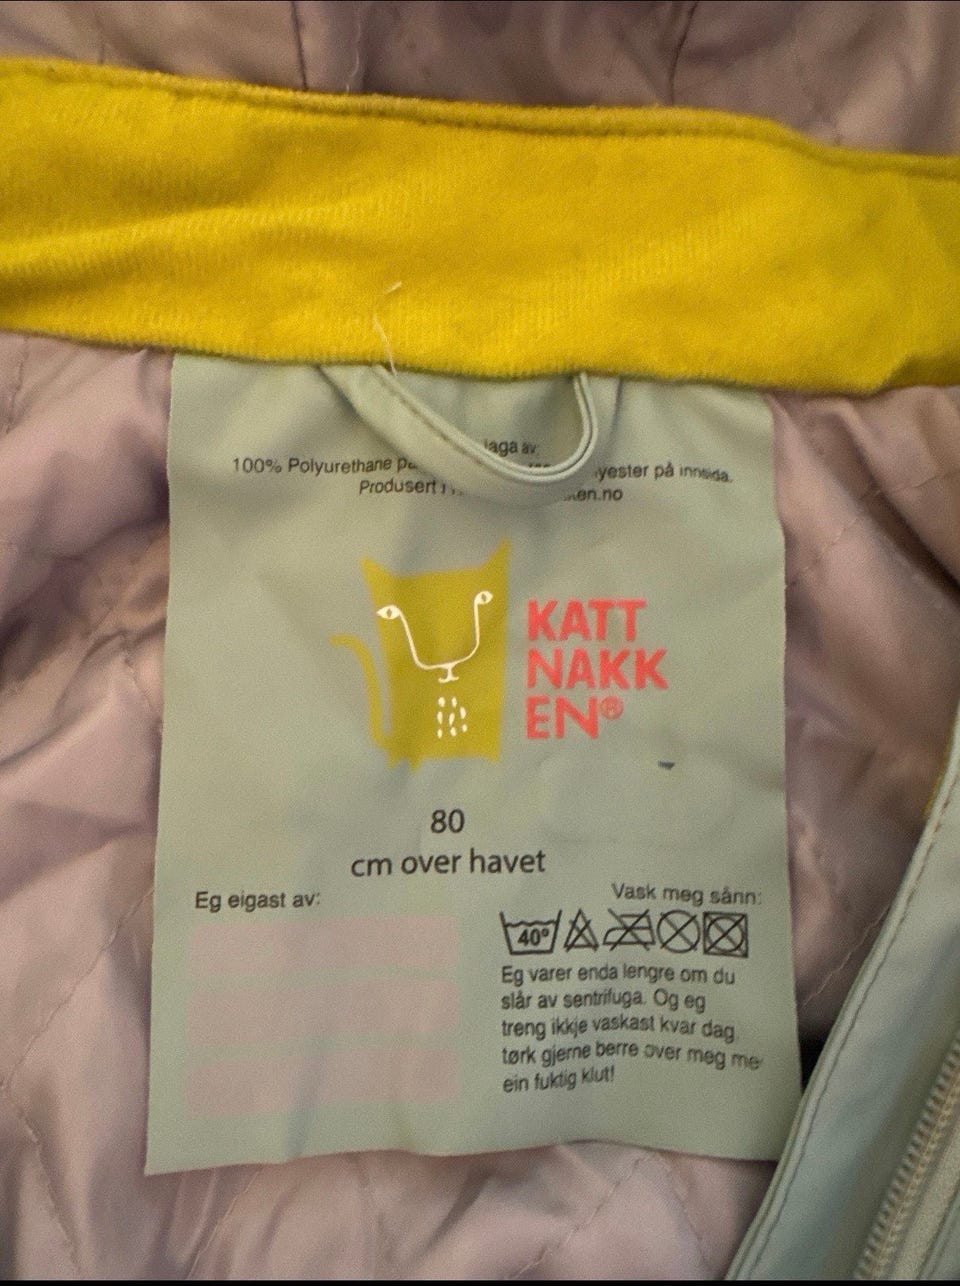 laga av:
100% Polyurethane på yester på innsida.
Produsert en.no
KATT
NAKK
EN®
80
cm over havet
Eg eigast av:
Vask meg sånn:
40°
Eg varer enda lengre om du
slår av sentrifuga. Og eg
treng ikkje vaskast kvar dag,
tørk gjerne berre over meg me
ein fuktig klut!